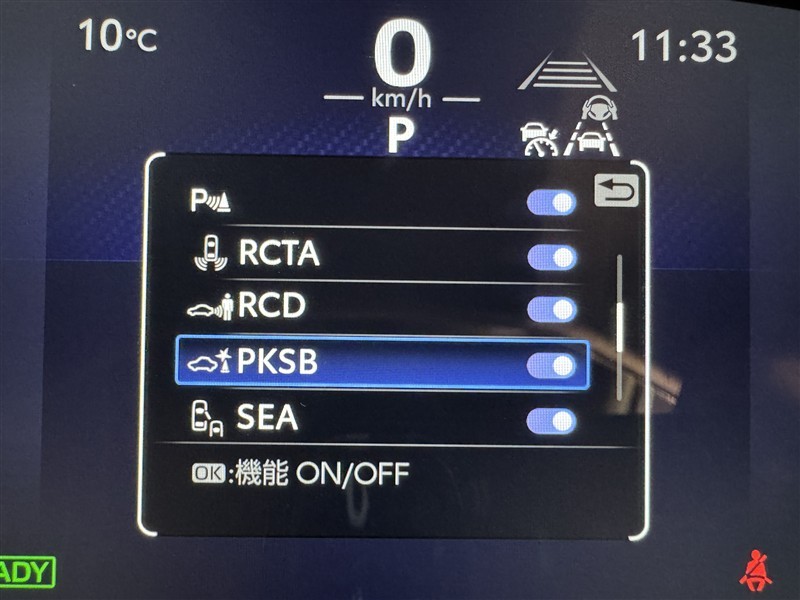 10℃
0
11:33
km/h
P
P
RCTA
RCD
PKSB
SEA
OK:機能 ON/OFF
ADY